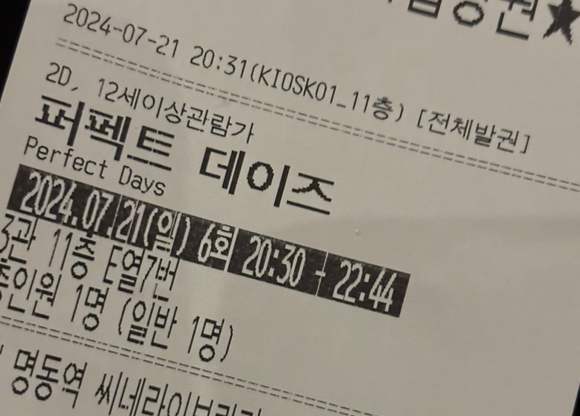 권★
2024-07-21 20:31(KIOSK01_11층) [전체발권]
2D, 12세이상관람가
퍼펙트 데이즈
Perfect Days
2024.07.21(일) 6회 20:30 - 22:44
3관 11층 E열7번
총인원 1명 (일반 1명)
명동역 씨네라이브러리